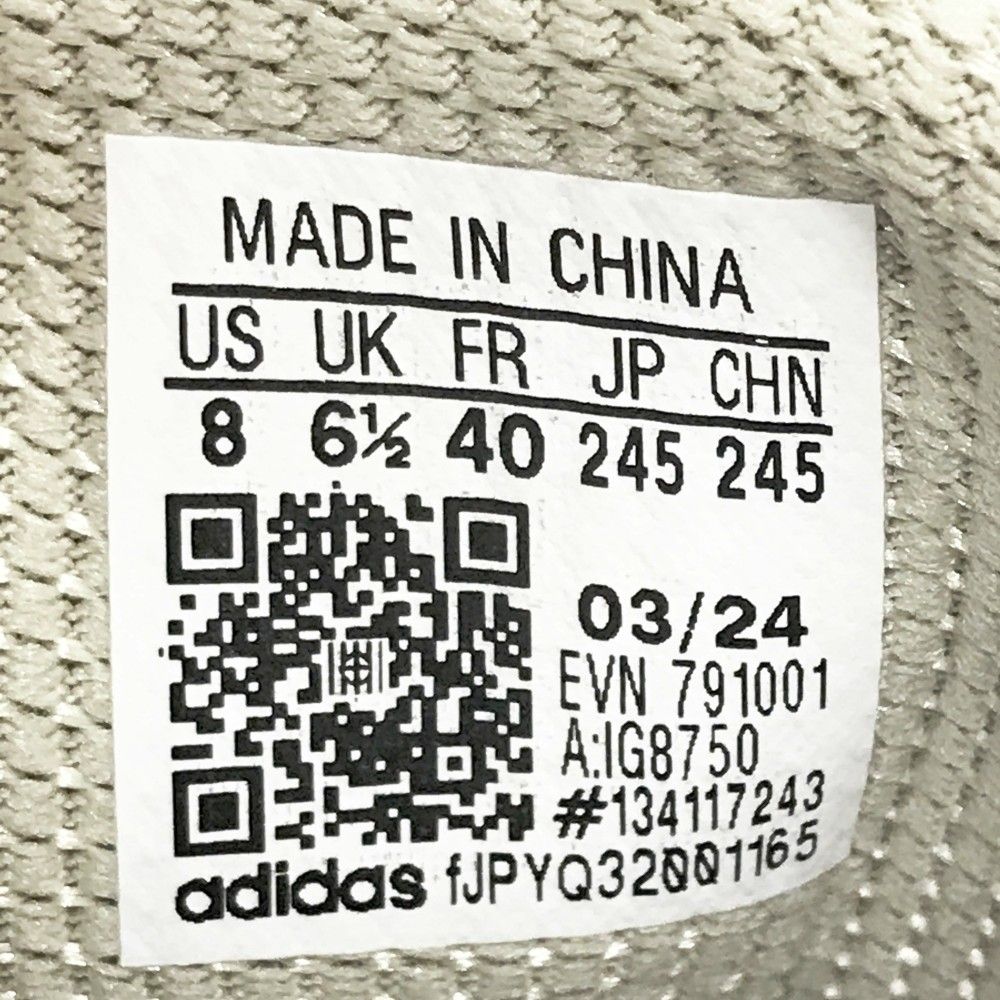 MADE IN CHINA
US UK FR JP CHN
8 6½ 40 245 245
03/24
EVN 791001
A:IG8750
#134117243
adidas fJPYQ32001165